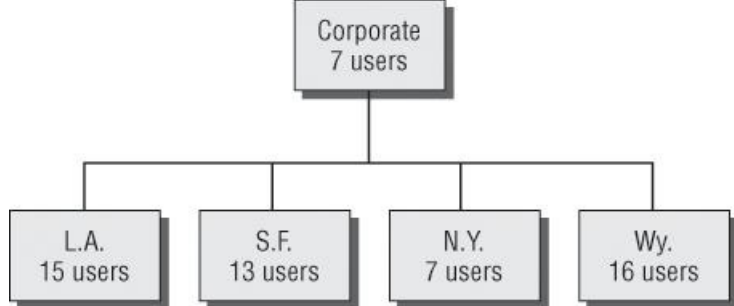 Corporate
7 users
L.A.
15 users
S.F.
13 users
N.Y.
7 users
Wy.
16 users